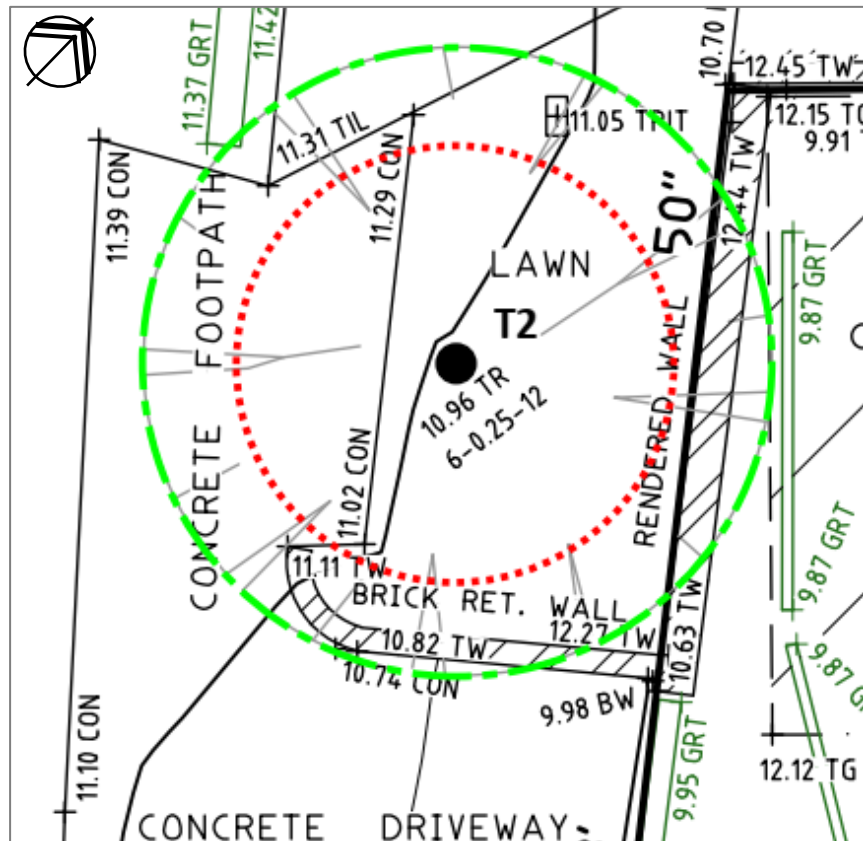 11.37 GRT
11.42
10.70
12.45 TW
11.31 TIL
11.05 TPIT
12.15 TG
9.91
11.39 CON
11.29 CON
12.44 TW
50"
LAWN
9.87 GRT
T2
CONCRETE FOOTPATH
10.96 TR
6-0.25-12
RENDERED WALL
11.02 CON
11.11 TW
BRICK RET. WALL
9.87 GRT
10.82 TW
12.27 TW
10.63 TW
10.74 CON
9.98 BW
9.87 G
11.10 CON
9.95 GRT
12.12 TG
CONCRETE DRIVEWAY